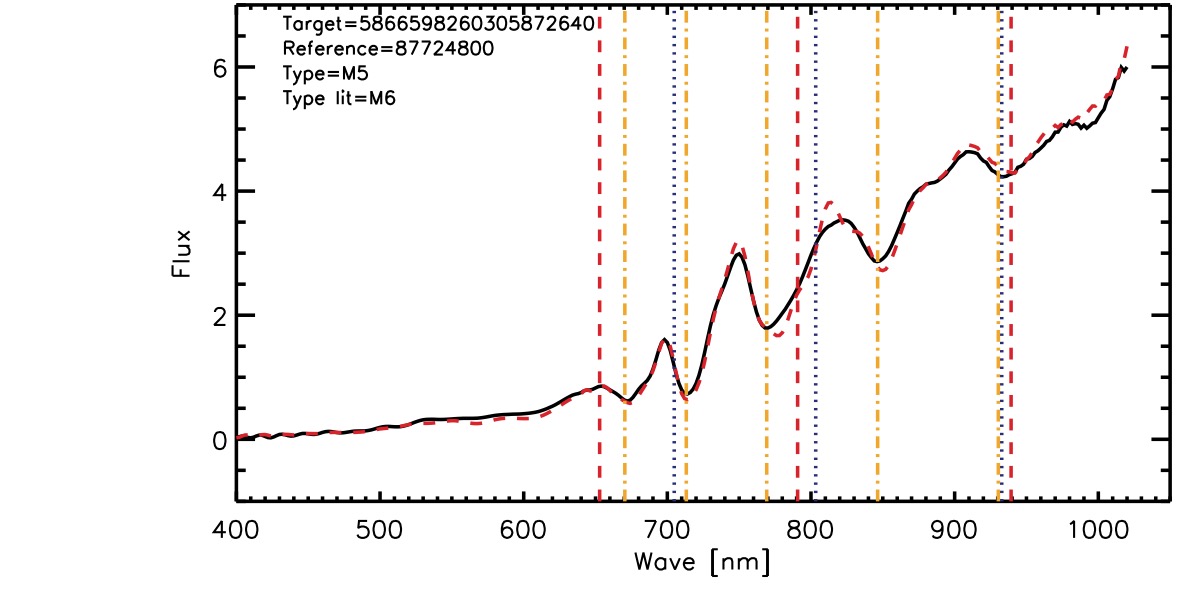 Target=5866598260305872640
Reference=87724800
Type=M5
Type lit=M6
6
4
2
0
Flux
400 500 600 700 800 900 1000
Wave [nm]